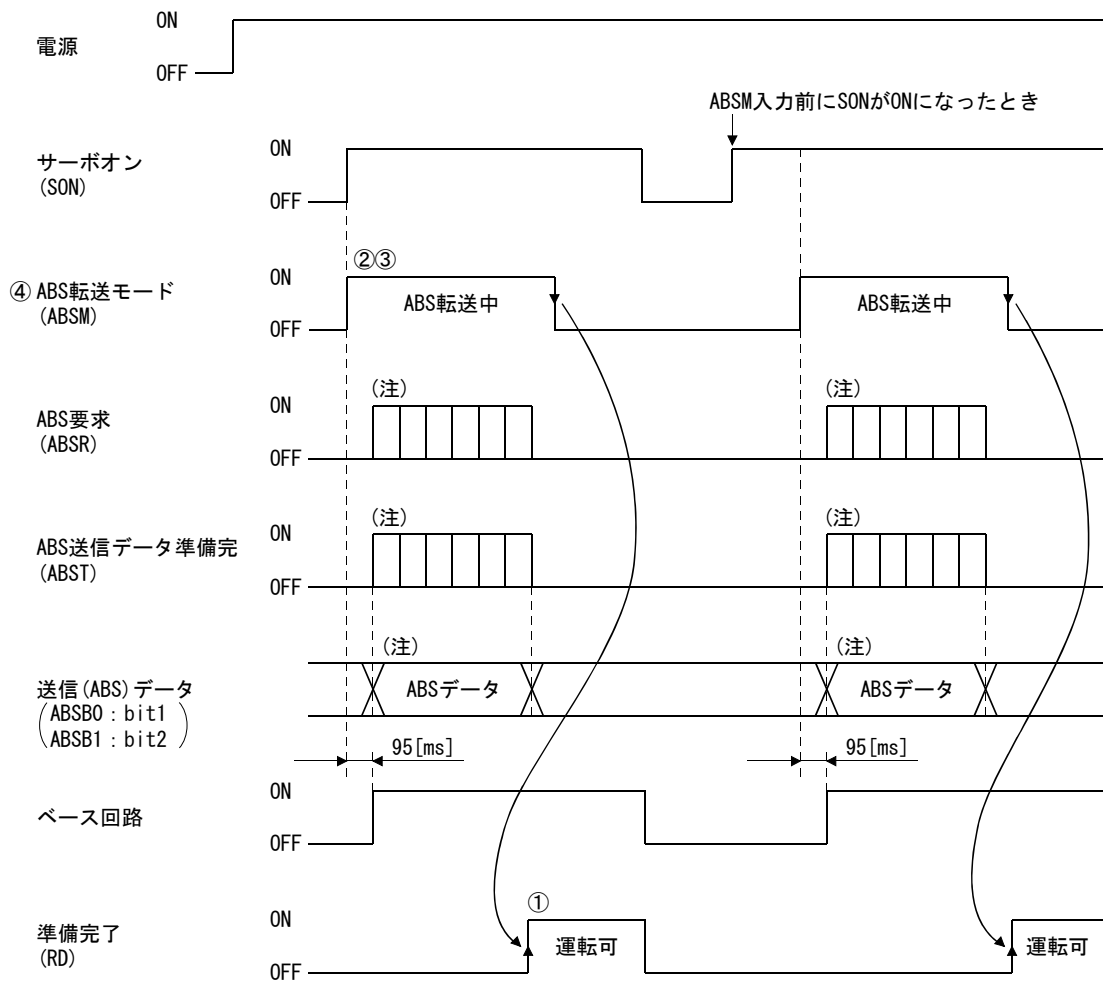 電源
ON
OFF
ABSM入力前にSONがONになったとき
サーボオン
(SON)
ON
OFF
④ ABS転送モード
(ABSM)
ON
OFF
②③
ABS転送中
ABS転送中
ABS要求
(ABSR)
ON
OFF
(注)
(注)
ABS送信データ準備完
(ABST)
ON
OFF
(注)
(注)
送信(ABS)データ
(ABSB0：bit1
ABSB1：bit2)
(注)
ABSデータ
(注)
ABSデータ
95[ms]
95[ms]
ベース回路
ON
OFF
準備完了
(RD)
ON
OFF
①
運転可
運転可